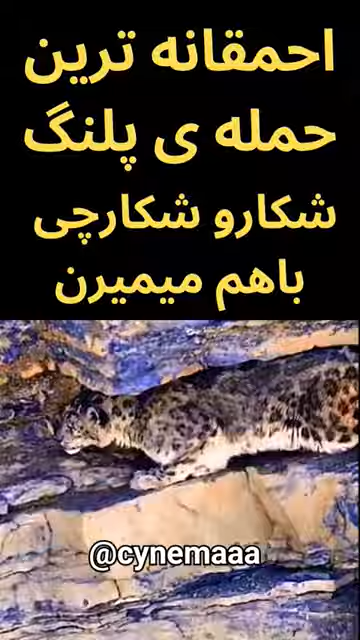 احمقانه ترین
حمله ی پلنگ
شکارو شکارچی
باهم میمیرن
@cynemaaa